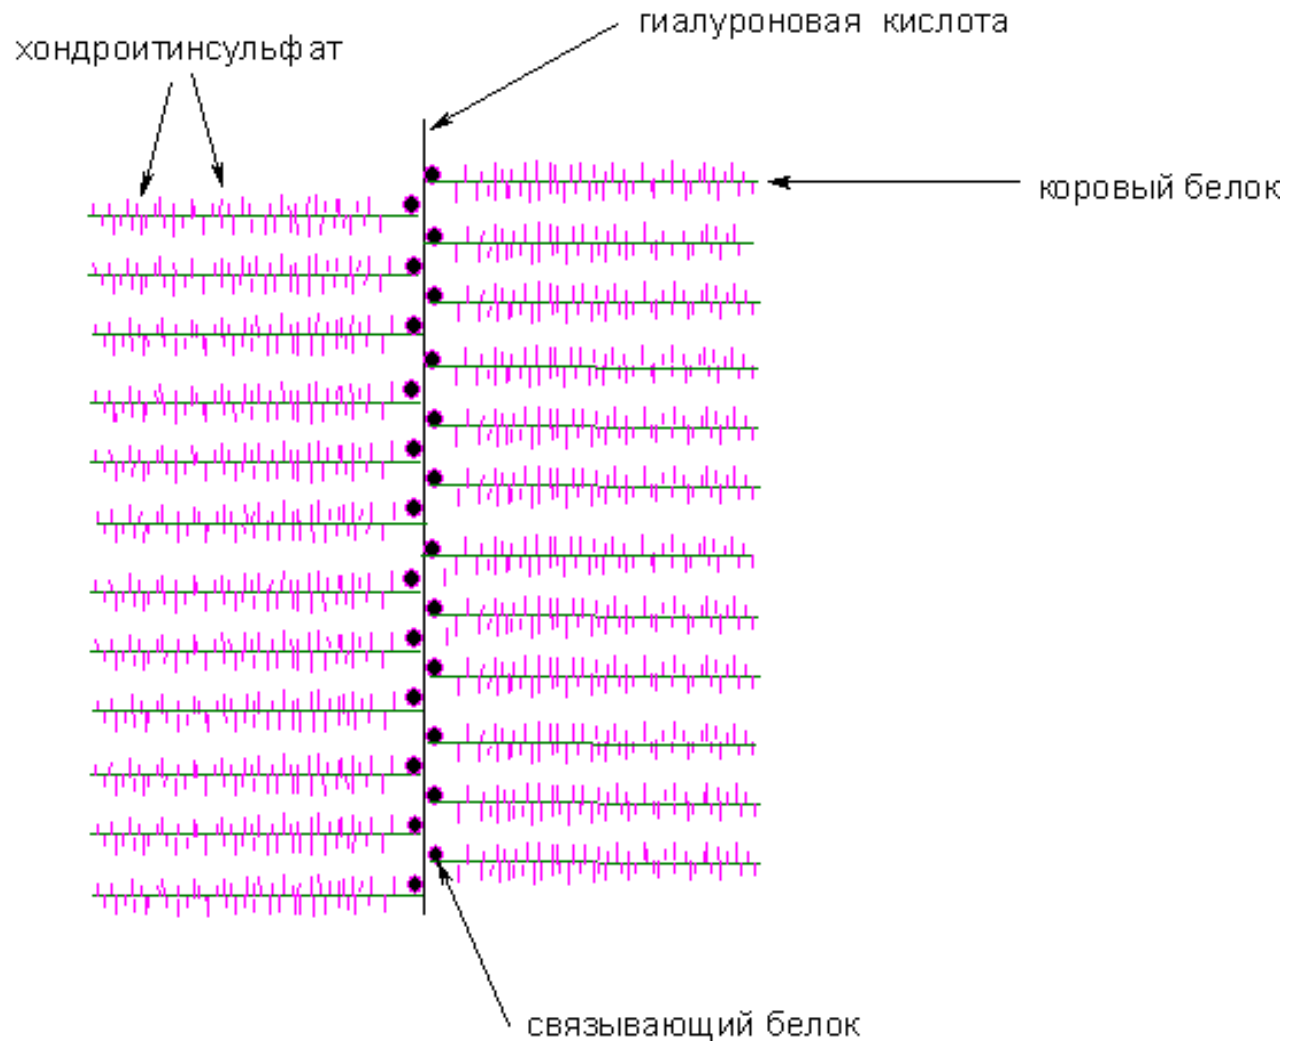 гиалуроновая кислота
хондроитинсульфат
коровый белок
связывающий белок